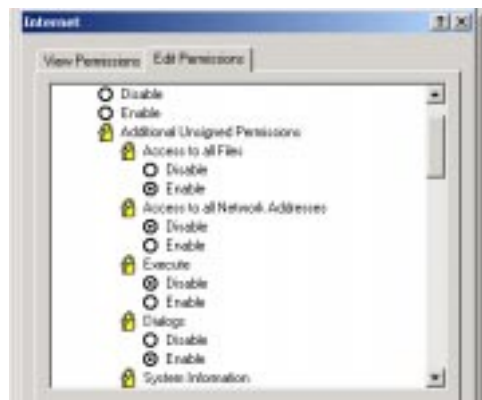 Internet
View Permissions Edit Permissions
Disable
Enable
Additional Unsigned Permissions
Access to all Files
Disable
Enable
Access to all Network Addresses
Disable
Enable
Execute
Disable
Enable
Dialogs
Disable
Enable
System Information